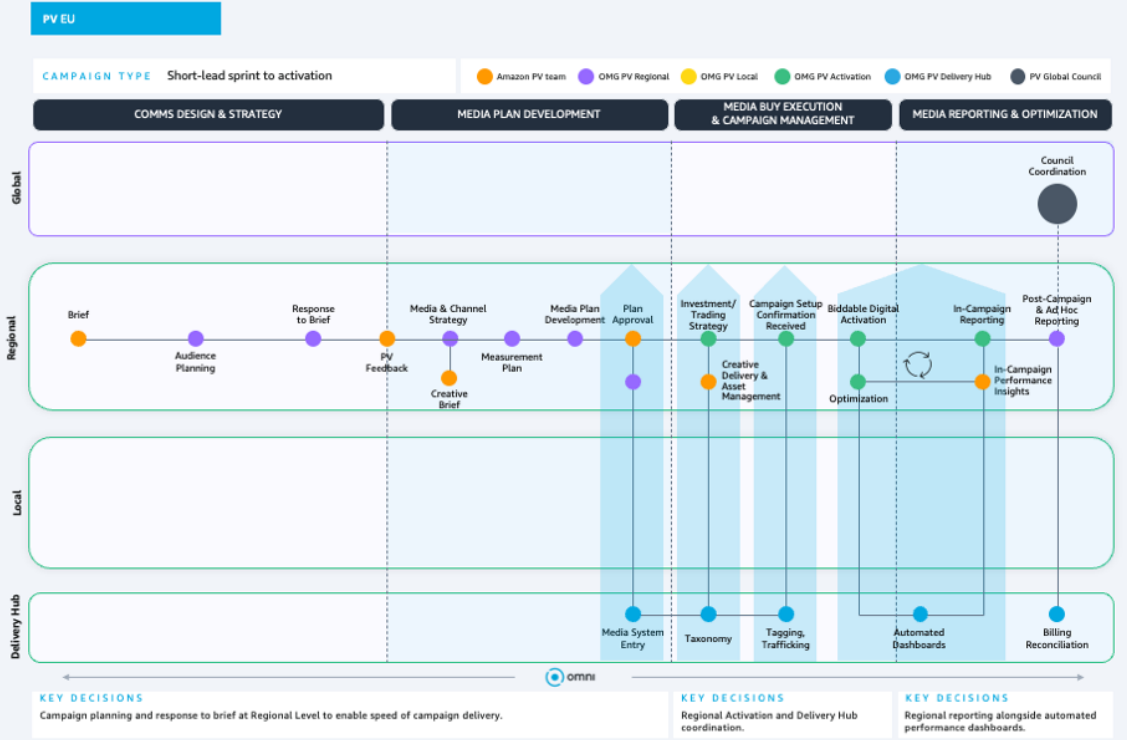 PV EU
CAMPAIGN TYPE Short-lead sprint to activation
Amazon PV team
OMG PV Regional
OMG PV Local
OMG PV Activation
OMG PV Delivery Hub
PV Global Council
COMMS DESIGN & STRATEGY
MEDIA PLAN DEVELOPMENT
MEDIA BUY EXECUTION
& CAMPAIGN MANAGEMENT
MEDIA REPORTING & OPTIMIZATION
Global
Council
Coordination
Regional
Brief
Audience
Planning
Response
to Brief
PV
Feedback
Media & Channel
Strategy
Creative
Brief
Measurement
Plan
Media Plan
Development
Plan
Approval
Investment/
Trading
Strategy
Creative
Delivery &
Asset
Management
Campaign Setup
Confirmation
Received
Biddable Digital
Activation
Optimization
In-Campaign
Reporting
In-Campaign
Performance
Insights
Post-Campaign
& Ad Hoc
Reporting
Local
Delivery Hub
Media System
Entry
Taxonomy
Tagging,
Trafficking
Automated
Dashboards
Billing
Reconciliation
omni
KEY DECISIONS
Campaign planning and response to brief at Regional Level to enable speed of campaign delivery.
KEY DECISIONS
Regional Activation and Delivery Hub
coordination.
KEY DECISIONS
Regional reporting alongside automated
performance dashboards.